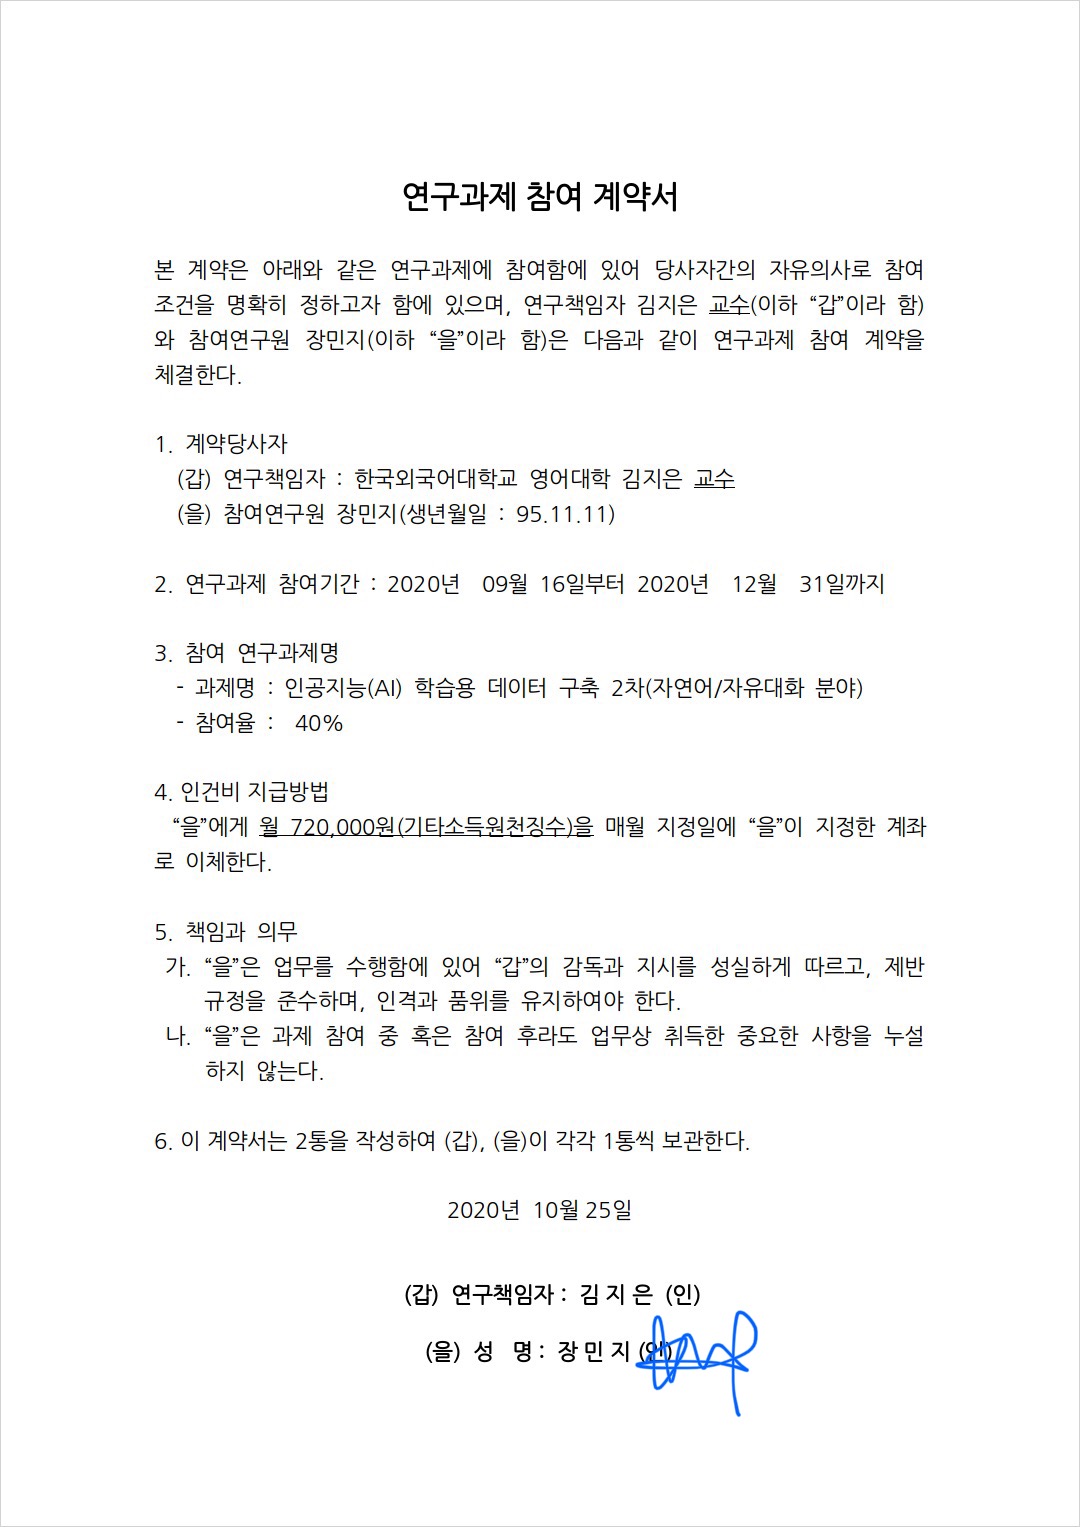 연구과제 참여 계약서
본 계약은 아래와 같은 연구과제에 참여함에 있어 당사자간의 자유의사로 참여
조건을 명확히 정하고자 함에 있으며, 연구책임자 김지은 교수(이하 “갑”이라 함)
와 참여연구원 장민지(이하 “을”이라 함)은 다음과 같이 연구과제 참여 계약을
체결한다.
1. 계약당사자
(갑) 연구책임자 : 한국외국어대학교 영어대학 김지은 교수
(을) 참여연구원 장민지(생년월일 : 95.11.11)
2. 연구과제 참여기간 : 2020년 09월 16일부터 2020년 12월 31일까지
3. 참여 연구과제명
- 과제명 : 인공지능(AI) 학습용 데이터 구축 2차(자연어/자유대화 분야)
- 참여율 : 40%
4. 인건비 지급방법
“을”에게 월 720,000원(기타소득원천징수)을 매월 지정일에 “을”이 지정한 계좌
로 이체한다.
5. 책임과 의무
가. “을”은 업무를 수행함에 있어 “갑”의 감독과 지시를 성실하게 따르고, 제반
규정을 준수하며, 인격과 품위를 유지하여야 한다.
나. “을”은 과제 참여 중 혹은 참여 후라도 업무상 취득한 중요한 사항을 누설
하지 않는다.
6. 이 계약서는 2통을 작성하여 (갑), (을)이 각각 1통씩 보관한다.
2020년 10월 25일
(갑) 연구책임자 : 김 지 은 (인)
(을) 성 명 : 장 민 지 (인)